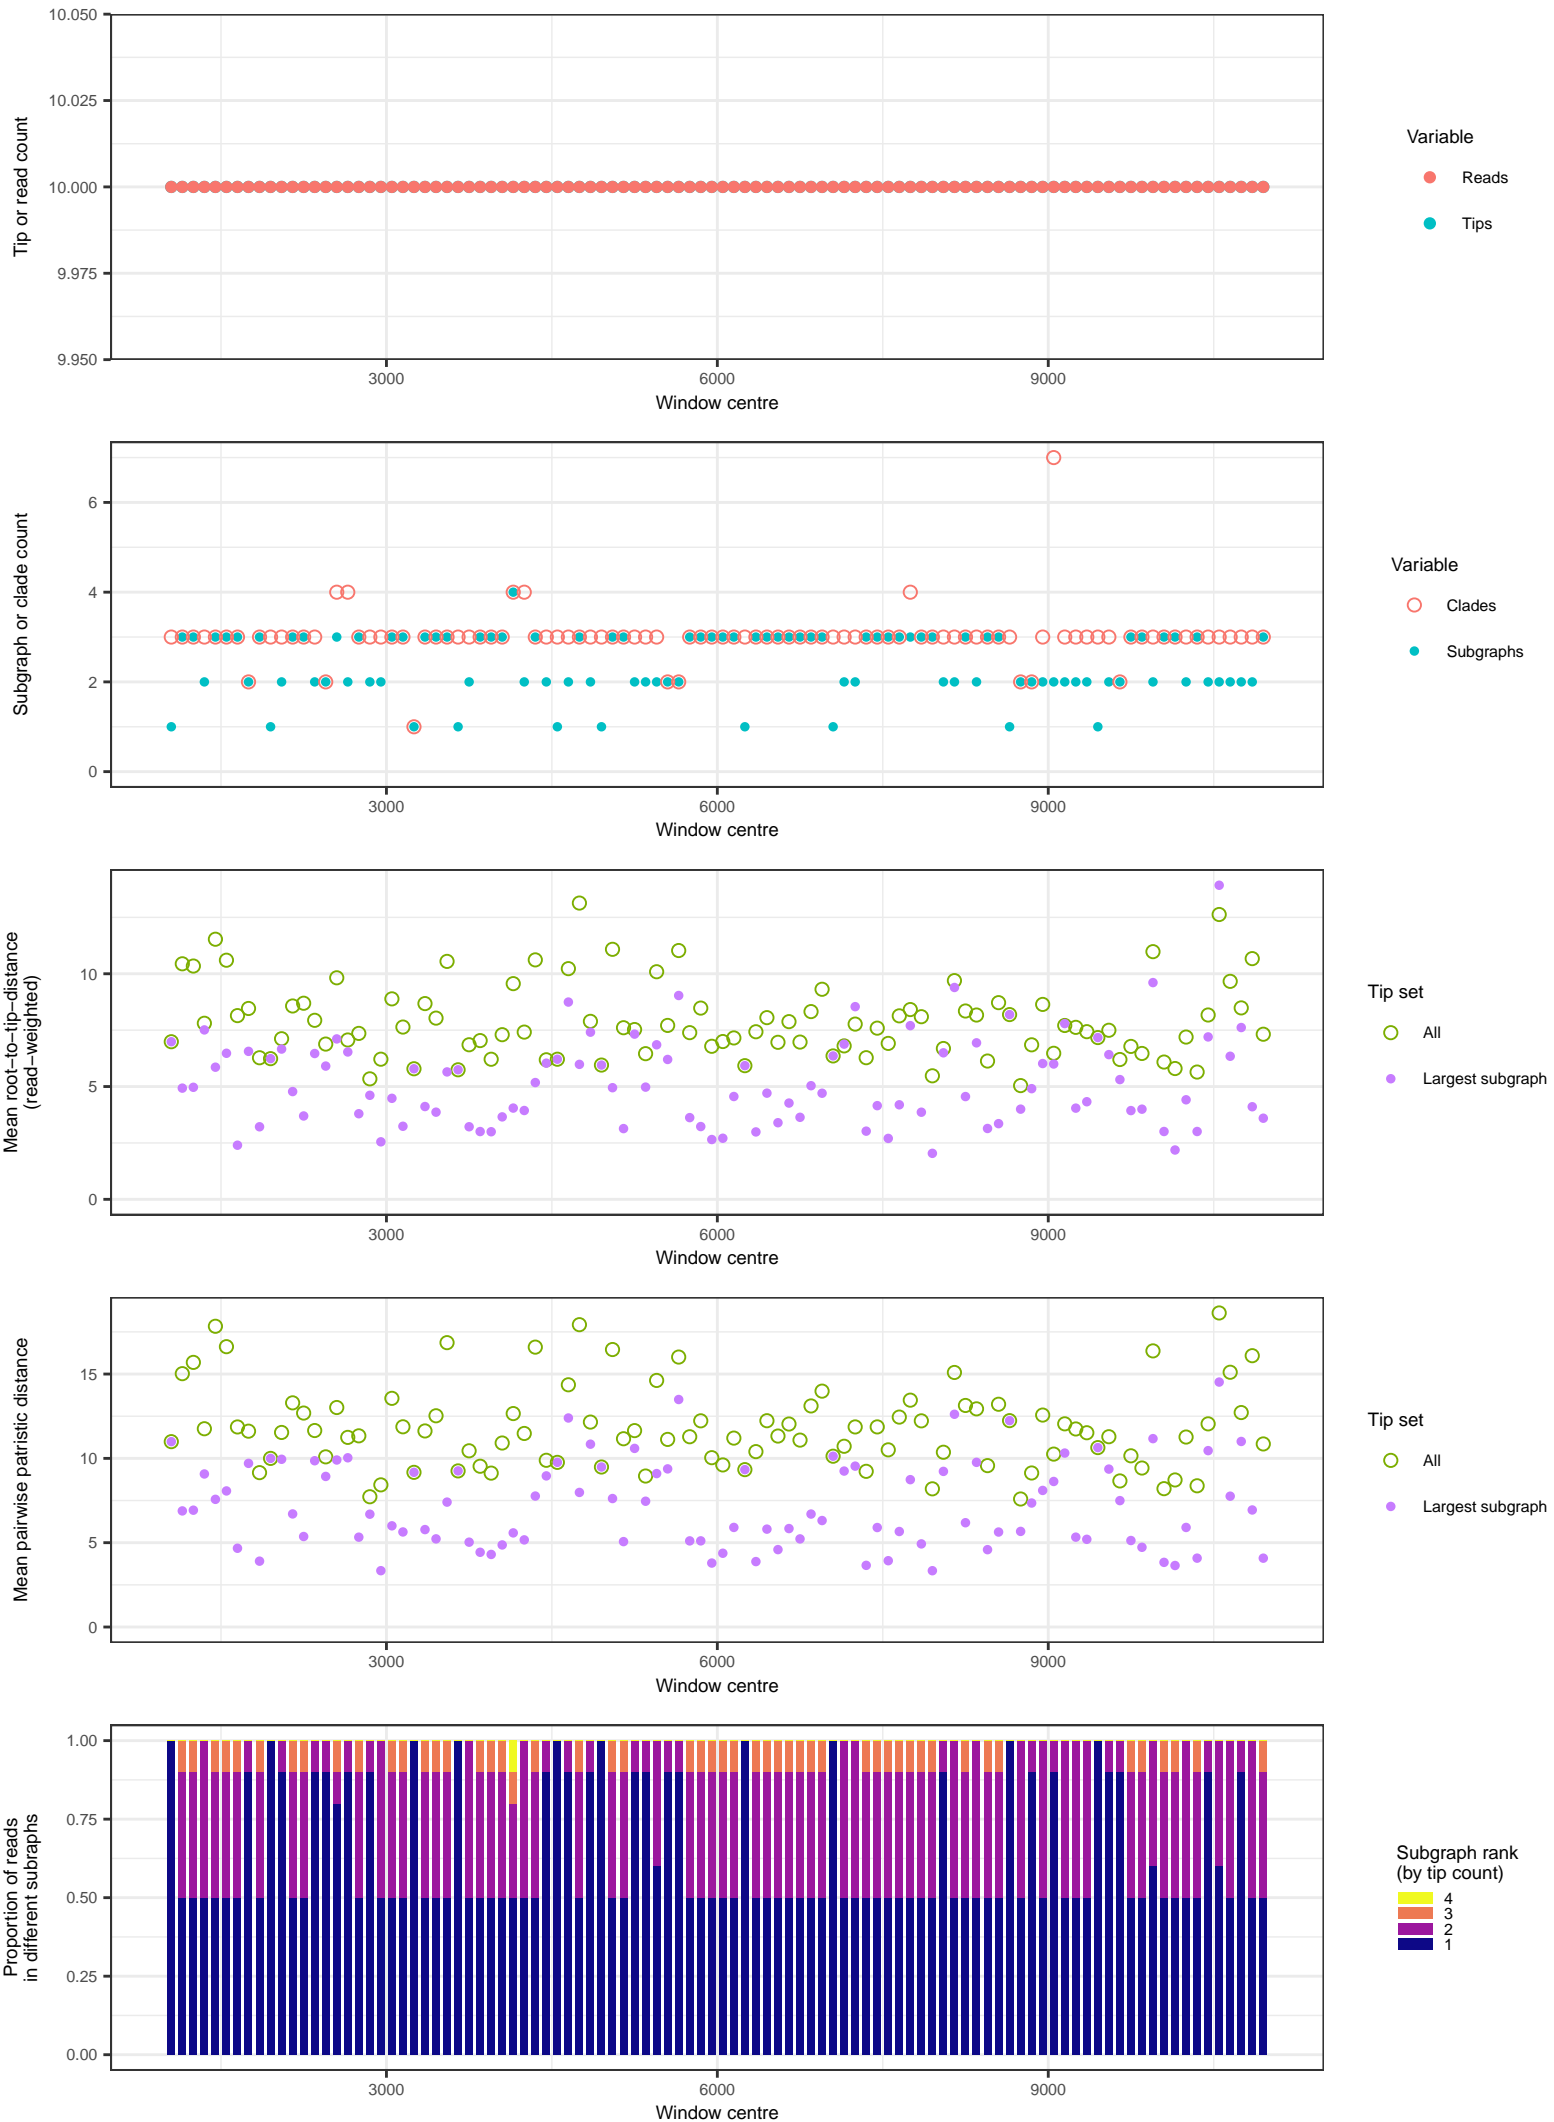 10.050
10.025
10.000
9.975
9.950
Tip or read count
3000 6000 9000
Window centre
Variable
Reads
Tips
6
4
2
0
Subgraph or clade count
3000 6000 9000
Window centre
Variable
Clades
Subgraphs
10
5
0
Mean root−to−tip−distance
(read−weighted)
3000 6000 9000
Window centre
Tip set
All
Largest subgraph
15
10
5
0
Mean pairwise patristic distance
3000 6000 9000
Window centre
Tip set
All
Largest subgraph
1.00
0.75
0.50
0.25
0.00
Proportion of reads
in different subraphs
3000 6000 9000
Window centre
Subgraph rank
(by tip count)
4
3
2
1